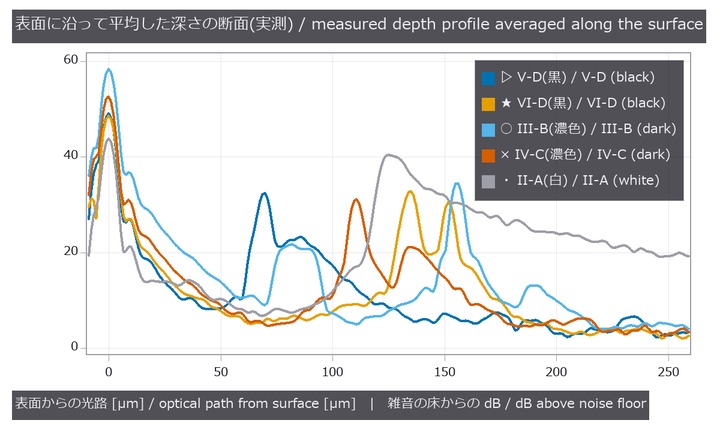 表面に沿って平均した深さの断面(実測) / measured depth profile averaged along the surface
60
40
20
0
▷ V-D(黒) / V-D (black)
★ VI-D(黒) / VI-D (black)
○ III-B(濃色) / III-B (dark)
× IV-C(濃色) / IV-C (dark)
・ II-A(白) / II-A (white)
0 50 100 150 200 250
表面からの光路 [µm] / optical path from surface [µm] | 雑音の床からの dB / dB above noise floor